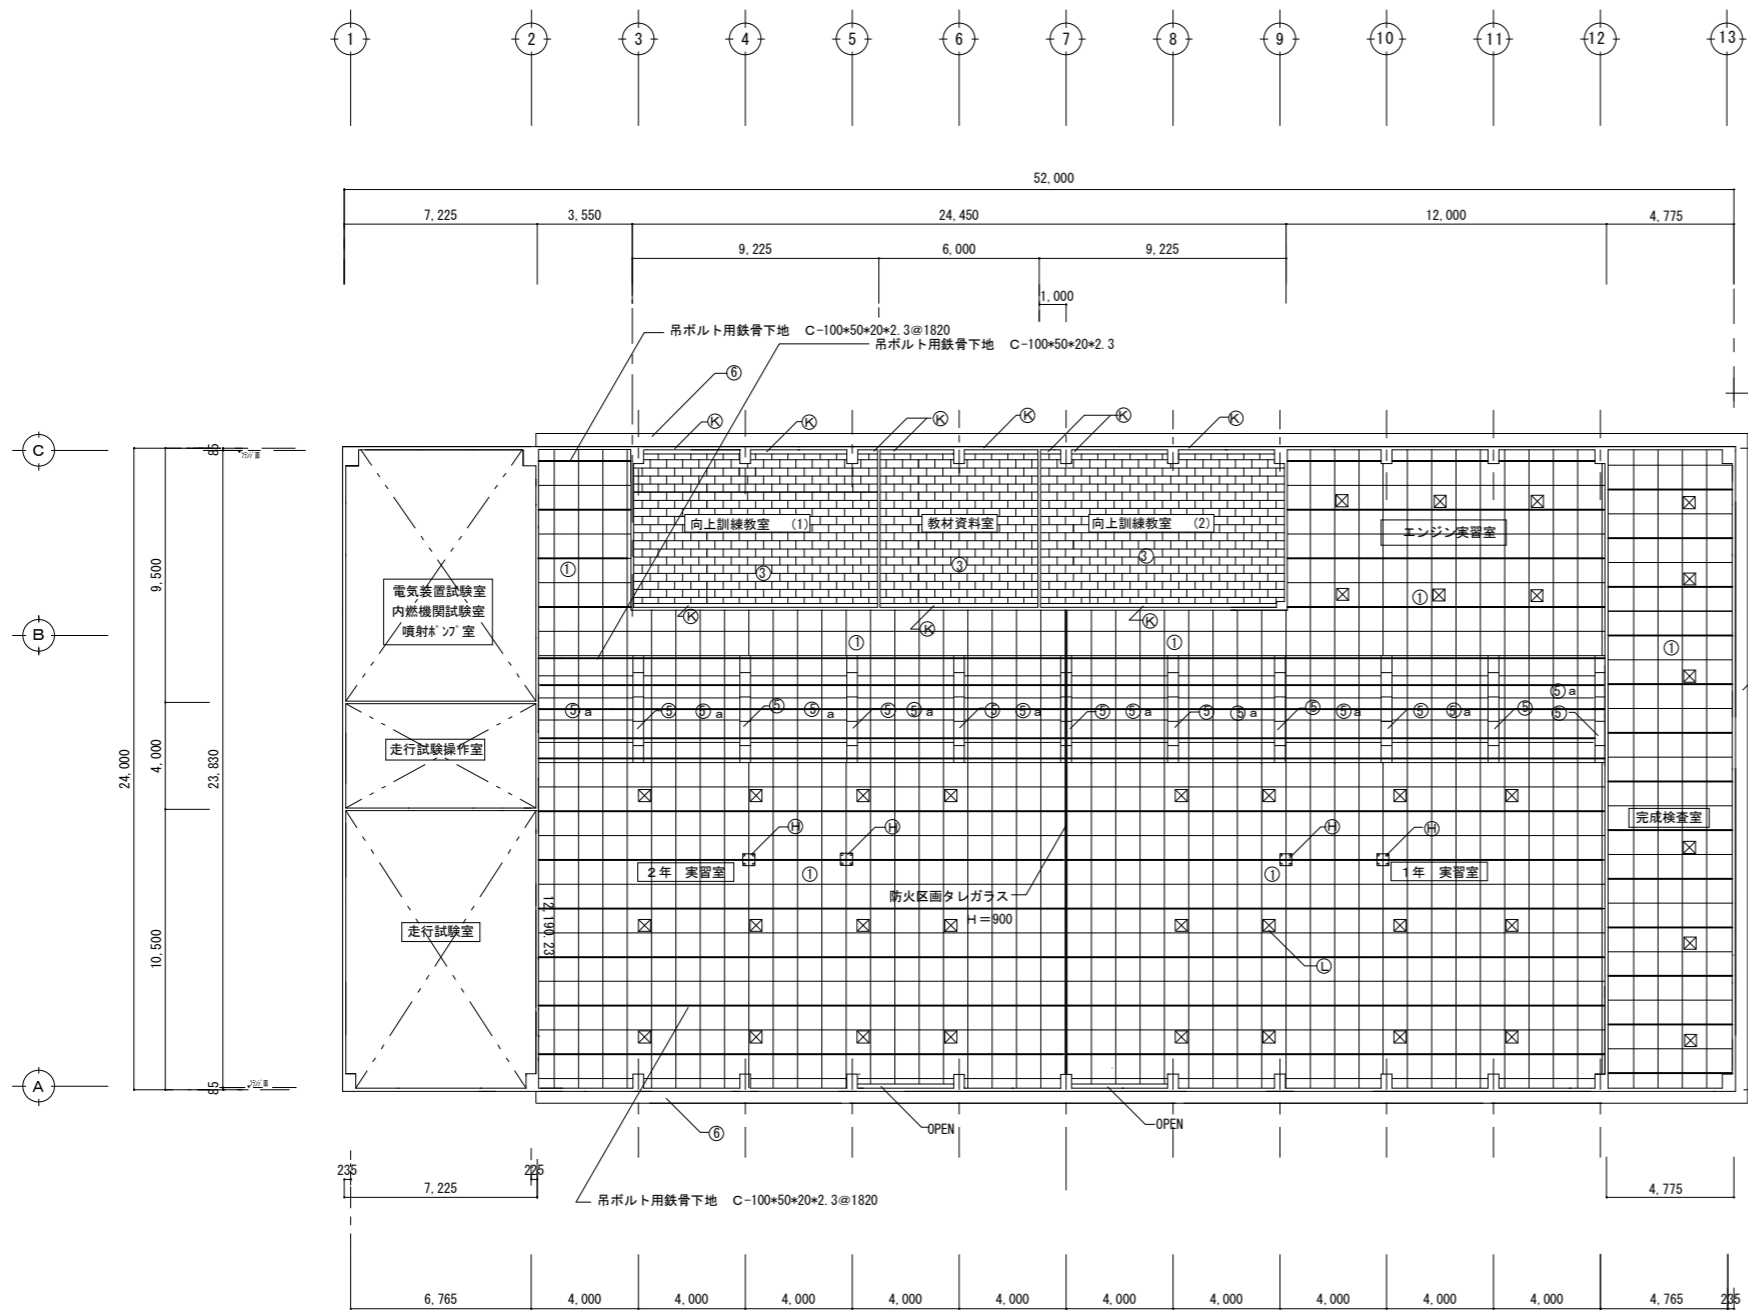 1 2 3 4 5 6 7 8 9 10 11 12 13
52,000
7,225 3,550 24,450 12,000 4,775
9,225 6,000 9,225
1,000
吊ボルト用鉄骨下地 C-100*50*20*2.3@1820
吊ボルト用鉄骨下地 C-100*50*20*2.3
⑥
Ⓚ Ⓚ Ⓚ Ⓚ Ⓚ Ⓚ
C
85
向上訓練教室 (1)
教材資料室
向上訓練教室 (2)
エンジン実習室
① ③ ③ ③ ①
電気装置試験室
内燃機関試験室
噴射ポンプ室
9,500
Ⓚ Ⓚ Ⓚ
B
① ① ①
⑤a ⑤ ⑤a ⑤ ⑤a ⑤ ⑤a ⑤ ⑤a ⑤ ⑤a ⑤ ⑤a ⑤ ⑤a ⑤ ⑤a ⑤ ⑤a ⑤
走行試験操作室
24,000
4,000
23,830
完成検査室
Ⓗ Ⓗ Ⓗ Ⓗ
2年 実習室
①
①
1年 実習室
防火区画タレガラス
H=900
12,190.23
走行試験室
10,500
Ⓛ
A
85
⑥
OPEN
OPEN
235 225
7,225
4,775
吊ボルト用鉄骨下地 C-100*50*20*2.3@1820
6,765 4,000 4,000 4,000 4,000 4,000 4,000 4,000 4,000 4,000 4,000 4,765 235